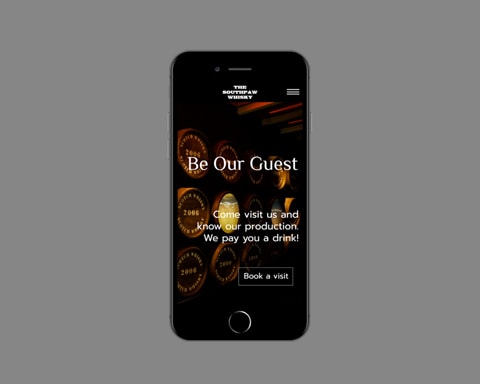 THE
SOUTHPAW
WHISKY
Be Our Guest
Come visit us and
know our production.
We pay you a drink!
Book a visit
2006
2006